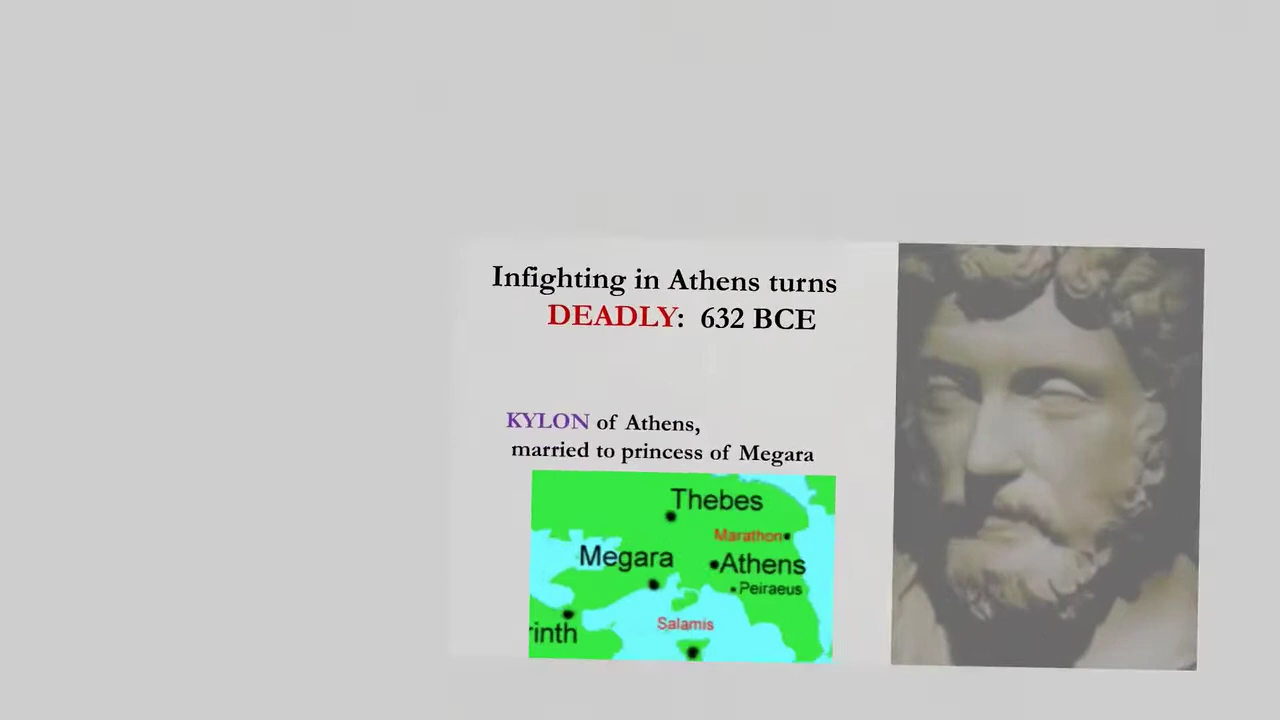 Infighting in Athens turns
DEADLY: 632 BCE
KYLON of Athens,
married to princess of Megara
Thebes
Marathon
Megara
Athens
Peiraeus
Salamis
rinth